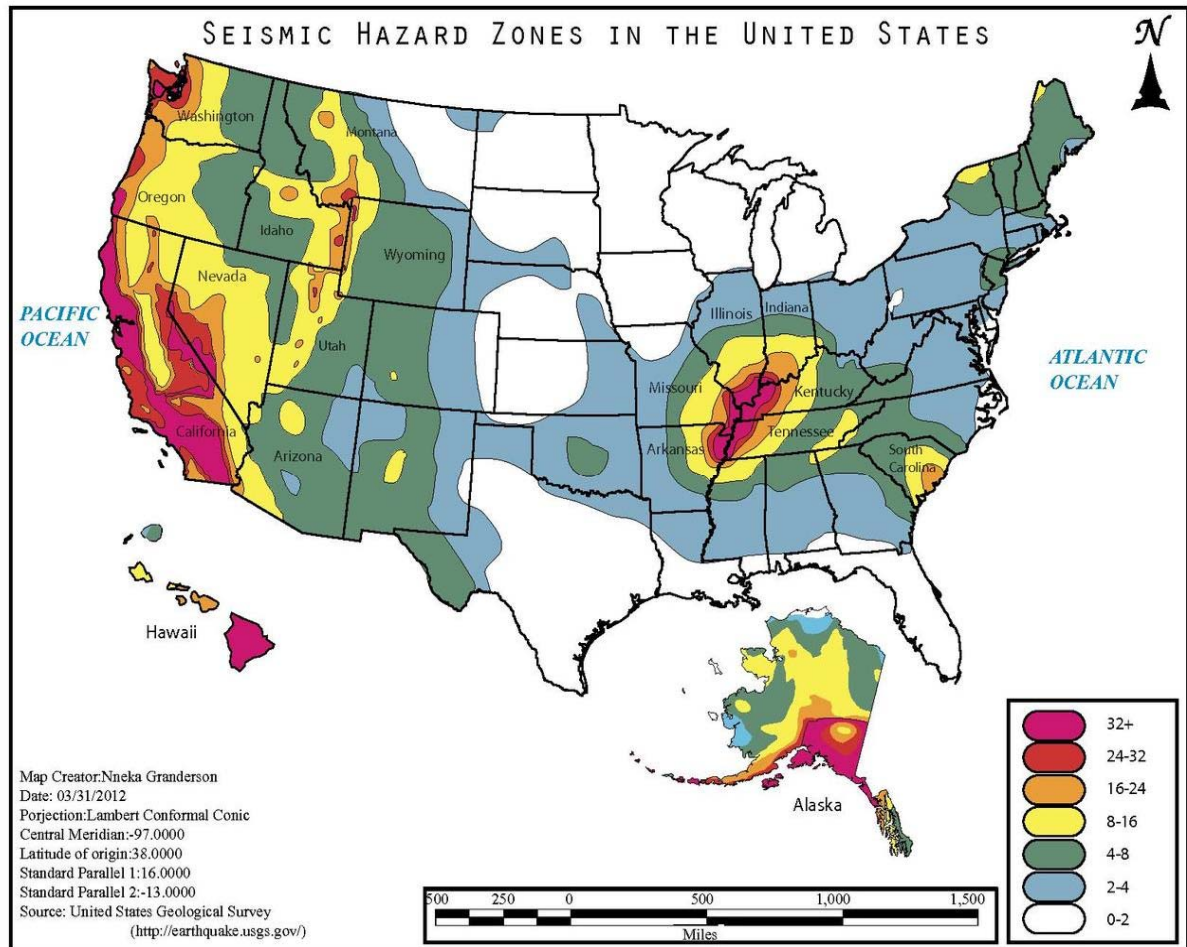 SEISMIC HAZARD ZONES IN THE UNITED STATES
N
Washington
Montana
Oregon
Idaho
Wyoming
Nevada
PACIFIC
OCEAN
Utah
Illinois
Indiana
ATLANTIC
OCEAN
Missouri
Kentucky
California
Arizona
Arkansas
Tennessee
South
Carolina
Hawaii
Alaska
Map Creator:Nneka Granderson
Date: 03/31/2012
Porjection:Lambert Conformal Conic
Central Meridian:-97.0000
Latitude of origin:38.0000
Standard Parallel 1:16.0000
Standard Parallel 2:-13.0000
Source: United States Geological Survey
(http://earthquake.usgs.gov/)
500 250 0 500 1,000 1,500
Miles
32+
24-32
16-24
8-16
4-8
2-4
0-2